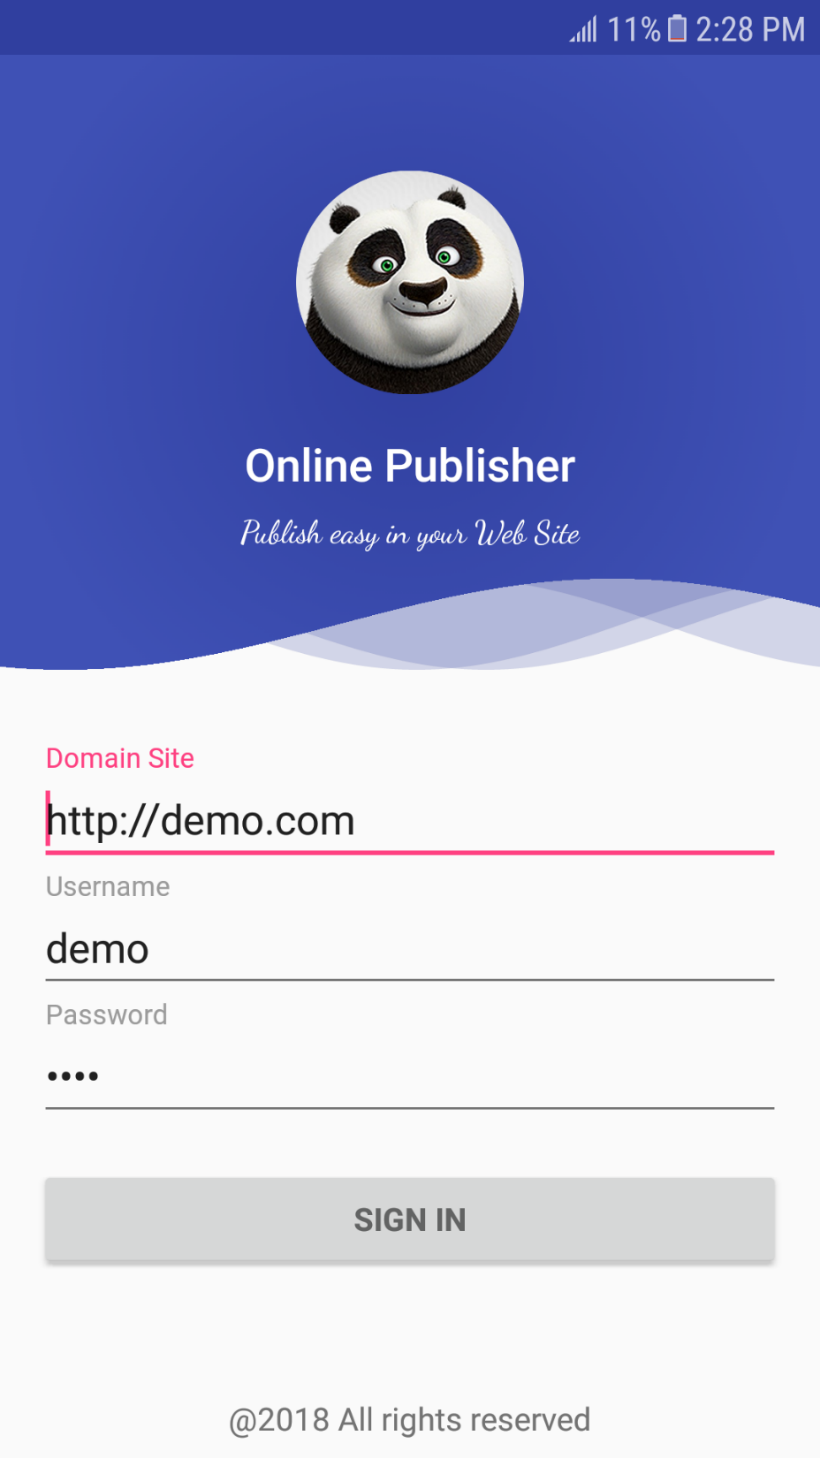 11% 2:28 PM
Online Publisher
Publish easy in your Web Site
Domain Site
http://demo.com
Username
demo
Password
••••
SIGN IN
@2018 All rights reserved